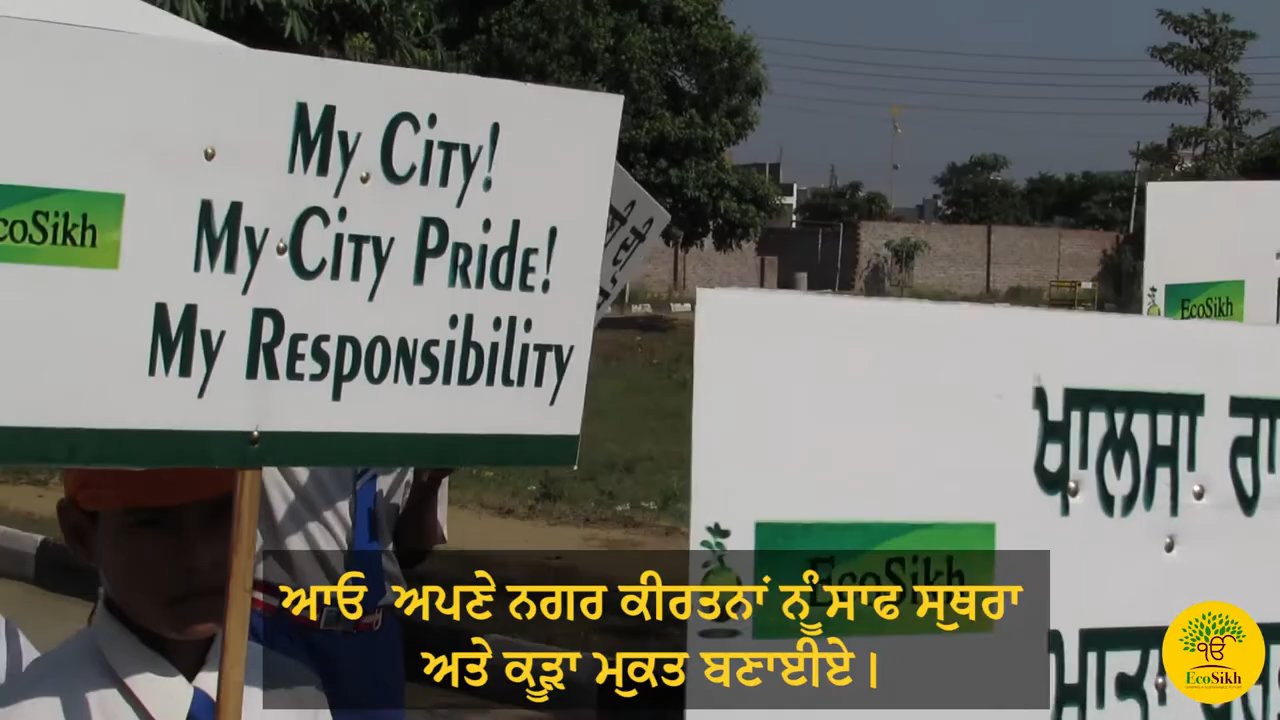 My City!
My City Pride!
My Responsibility
EcoSikh
EcoSikh
ਖਾਲਸਾ
EcoSikh
ਆਓ ਅਪਣੇ ਨਗਰ ਕੀਰਤਨਾਂ ਨੂੰ ਸਾਫ ਸੁਥਰਾ
ਅਤੇ ਕੂੜਾ ਮੁਕਤ ਬਣਾਈਏ।
EcoSikh